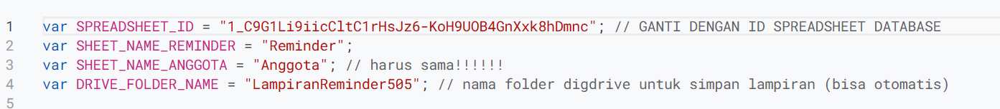 1 var SPREADSHEET_ID = "1_C9G1Li9iicCltC1rHsJz6-KoH9UOB4GnXxk8hDmnc"; // GANTI DENGAN ID SPREADSHEET DATABASE
2 var SHEET_NAME_REMINDER = "Reminder";
3 var SHEET_NAME_ANGGOTA = "Anggota"; // harus sama!!!!!!
4 var DRIVE_FOLDER_NAME = "LampiranReminder505"; // nama folder digdrive untuk simpan lampiran (bisa otomatis)
5